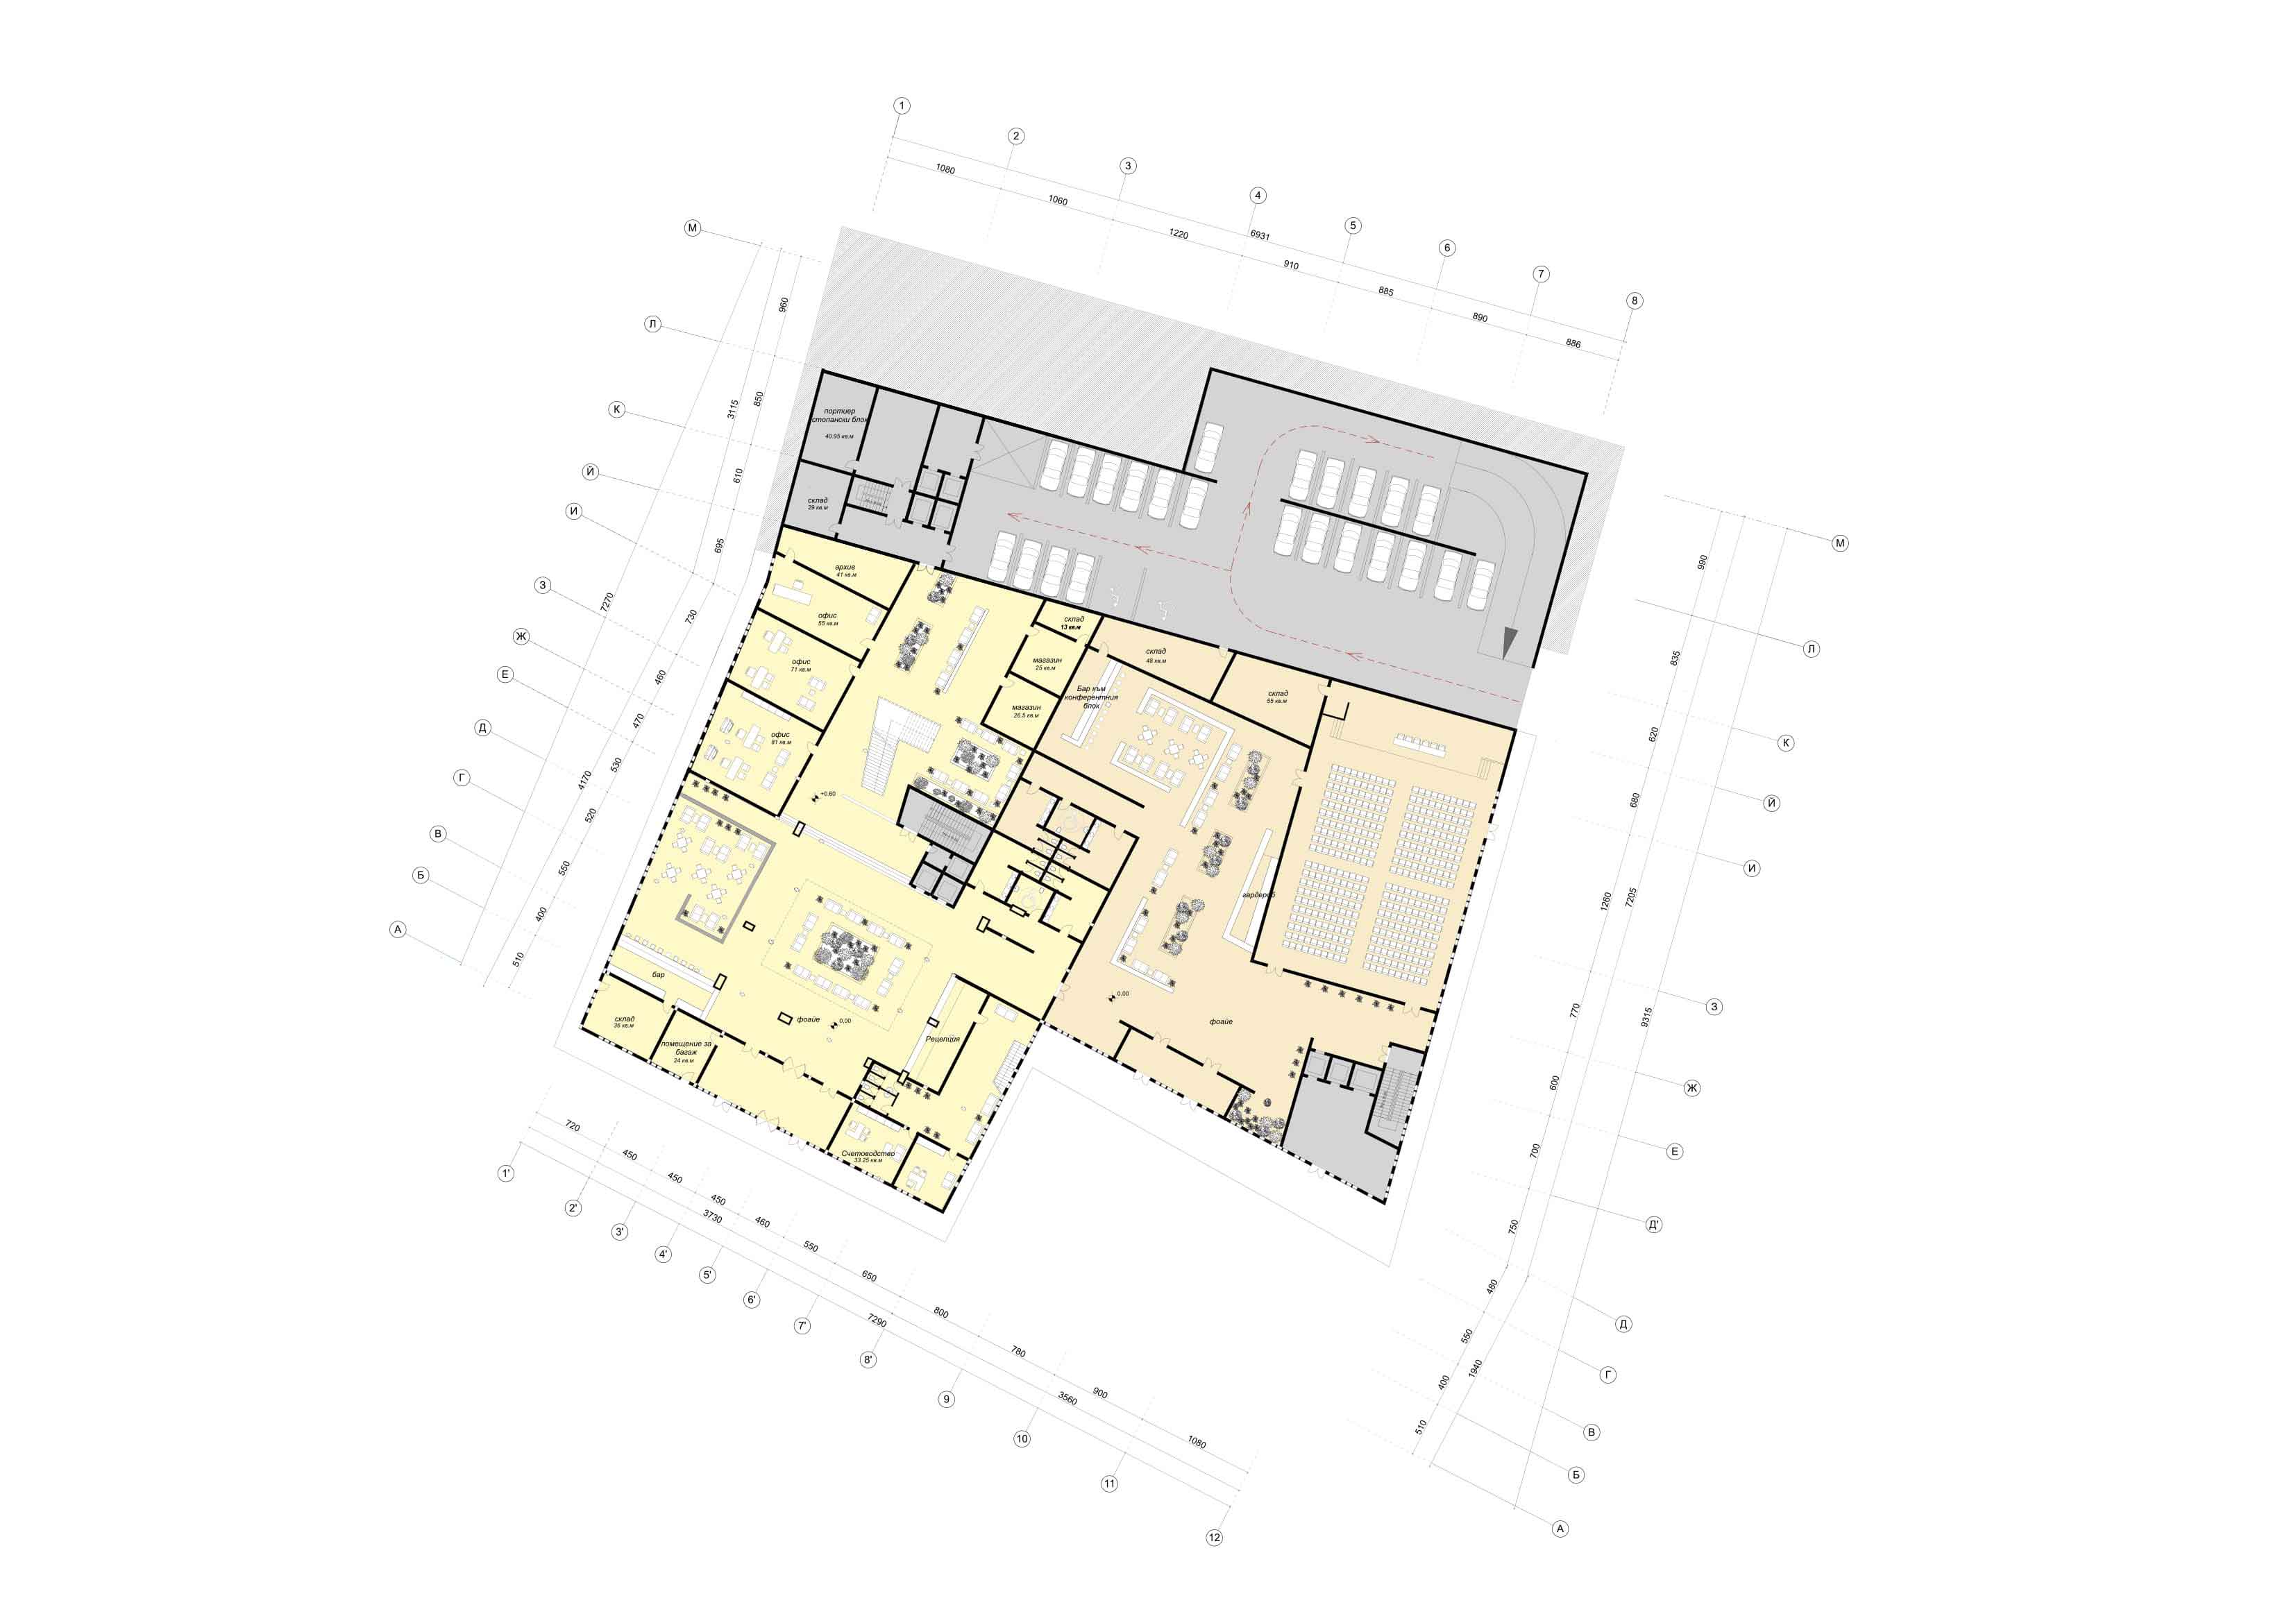 1
2
3
4
5
6
7
8
1080
1060
1220
6931
910
885
890
886
М
Л
К
Й
И
З
Ж
Е
Д
Г
В
Б
А
960
850
3115
610
695
7270
730
460
470
530
4170
520
550
400
510
портиер
стопански блок
40.95 кв.м
склад
29 кв.м
архив
41 кв.м
офис
55 кв.м
офис
71 кв.м
офис
81 кв.м
склад
13 кв.м
магазин
25 кв.м
магазин
26.5 кв.м
Бар към
конферентния
блок
склад
48 кв.м
склад
55 кв.м
+0.60
гардероб
бар
склад
36 кв.м
помещение за
багаж
24 кв.м
фоайе
0.00
Рецепция
Счетоводство
33.25 кв.м
0.00
фоайе
М
Л
К
Й
И
З
Ж
Е
Д'
Д
Г
В
Б
А
990
835
620
680
1260
7205
770
9315
600
700
750
480
550
1940
400
510
720
450
450
450
3730
460
550
650
7290
800
780
3560
900
1080
1'
2'
3'
4'
5'
6'
7'
8'
9
10
11
12